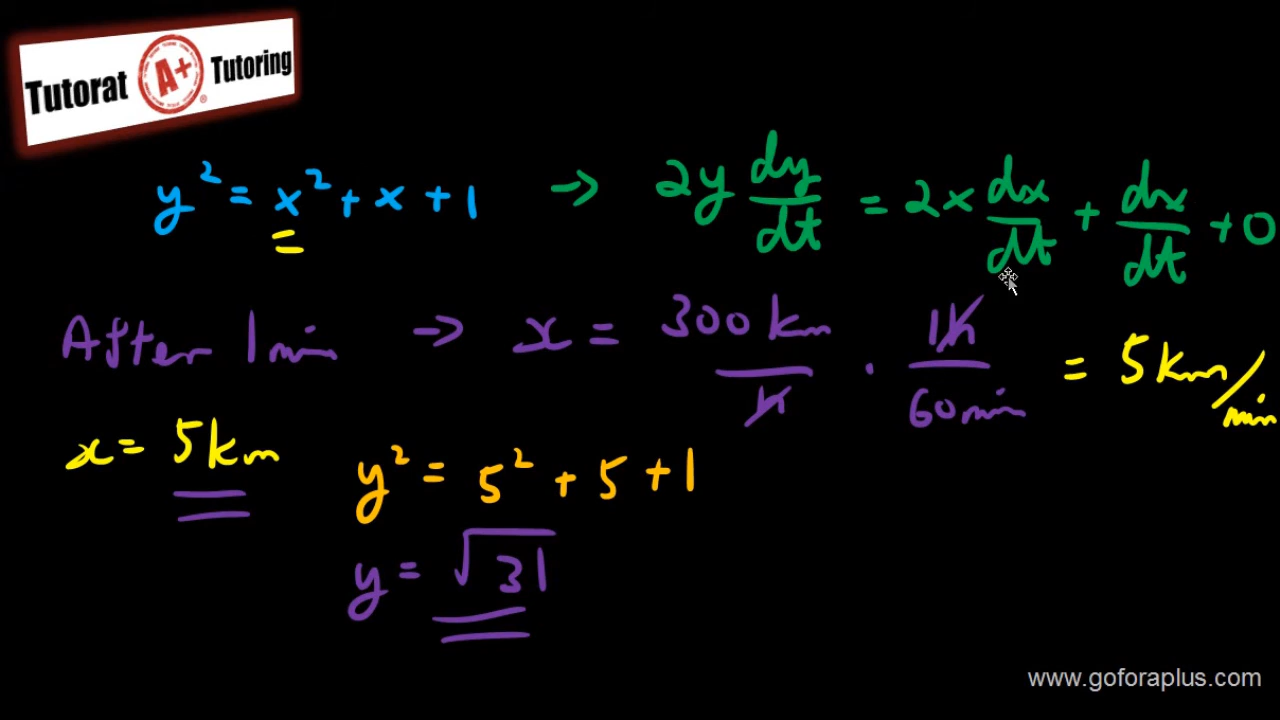 Tutorat A+ Tutoring ®
y² = x² + x + 1 → 2y dy/dt = 2x dx/dt + dx/dt + 0
After 1 min → x = 300 km/h · 1h/60 min = 5 km/min
x = 5 km
y² = 5² + 5 + 1
y = √31
www.goforaplus.com